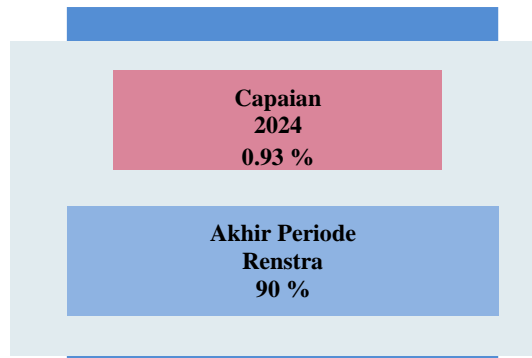 Capaian
2024
0.93 %
Akhir Periode
Renstra
90 %